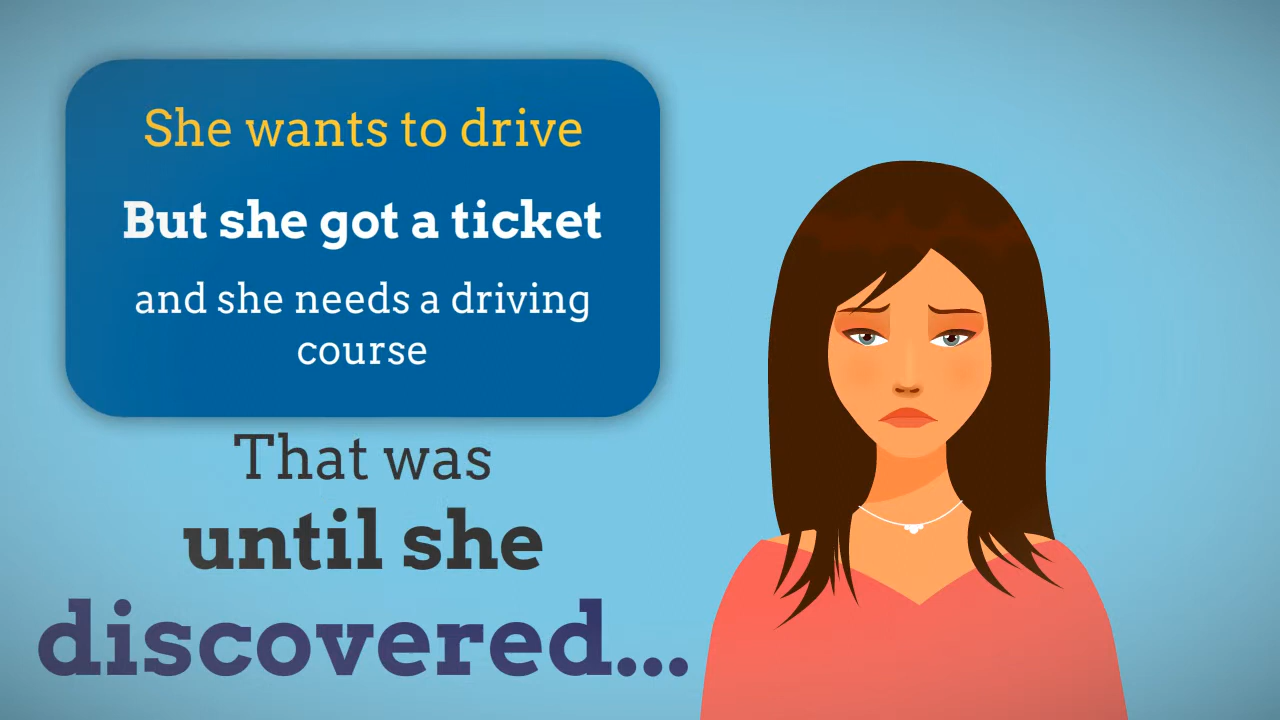 She wants to drive
But she got a ticket
and she needs a driving
course
That was
until she
discovered...